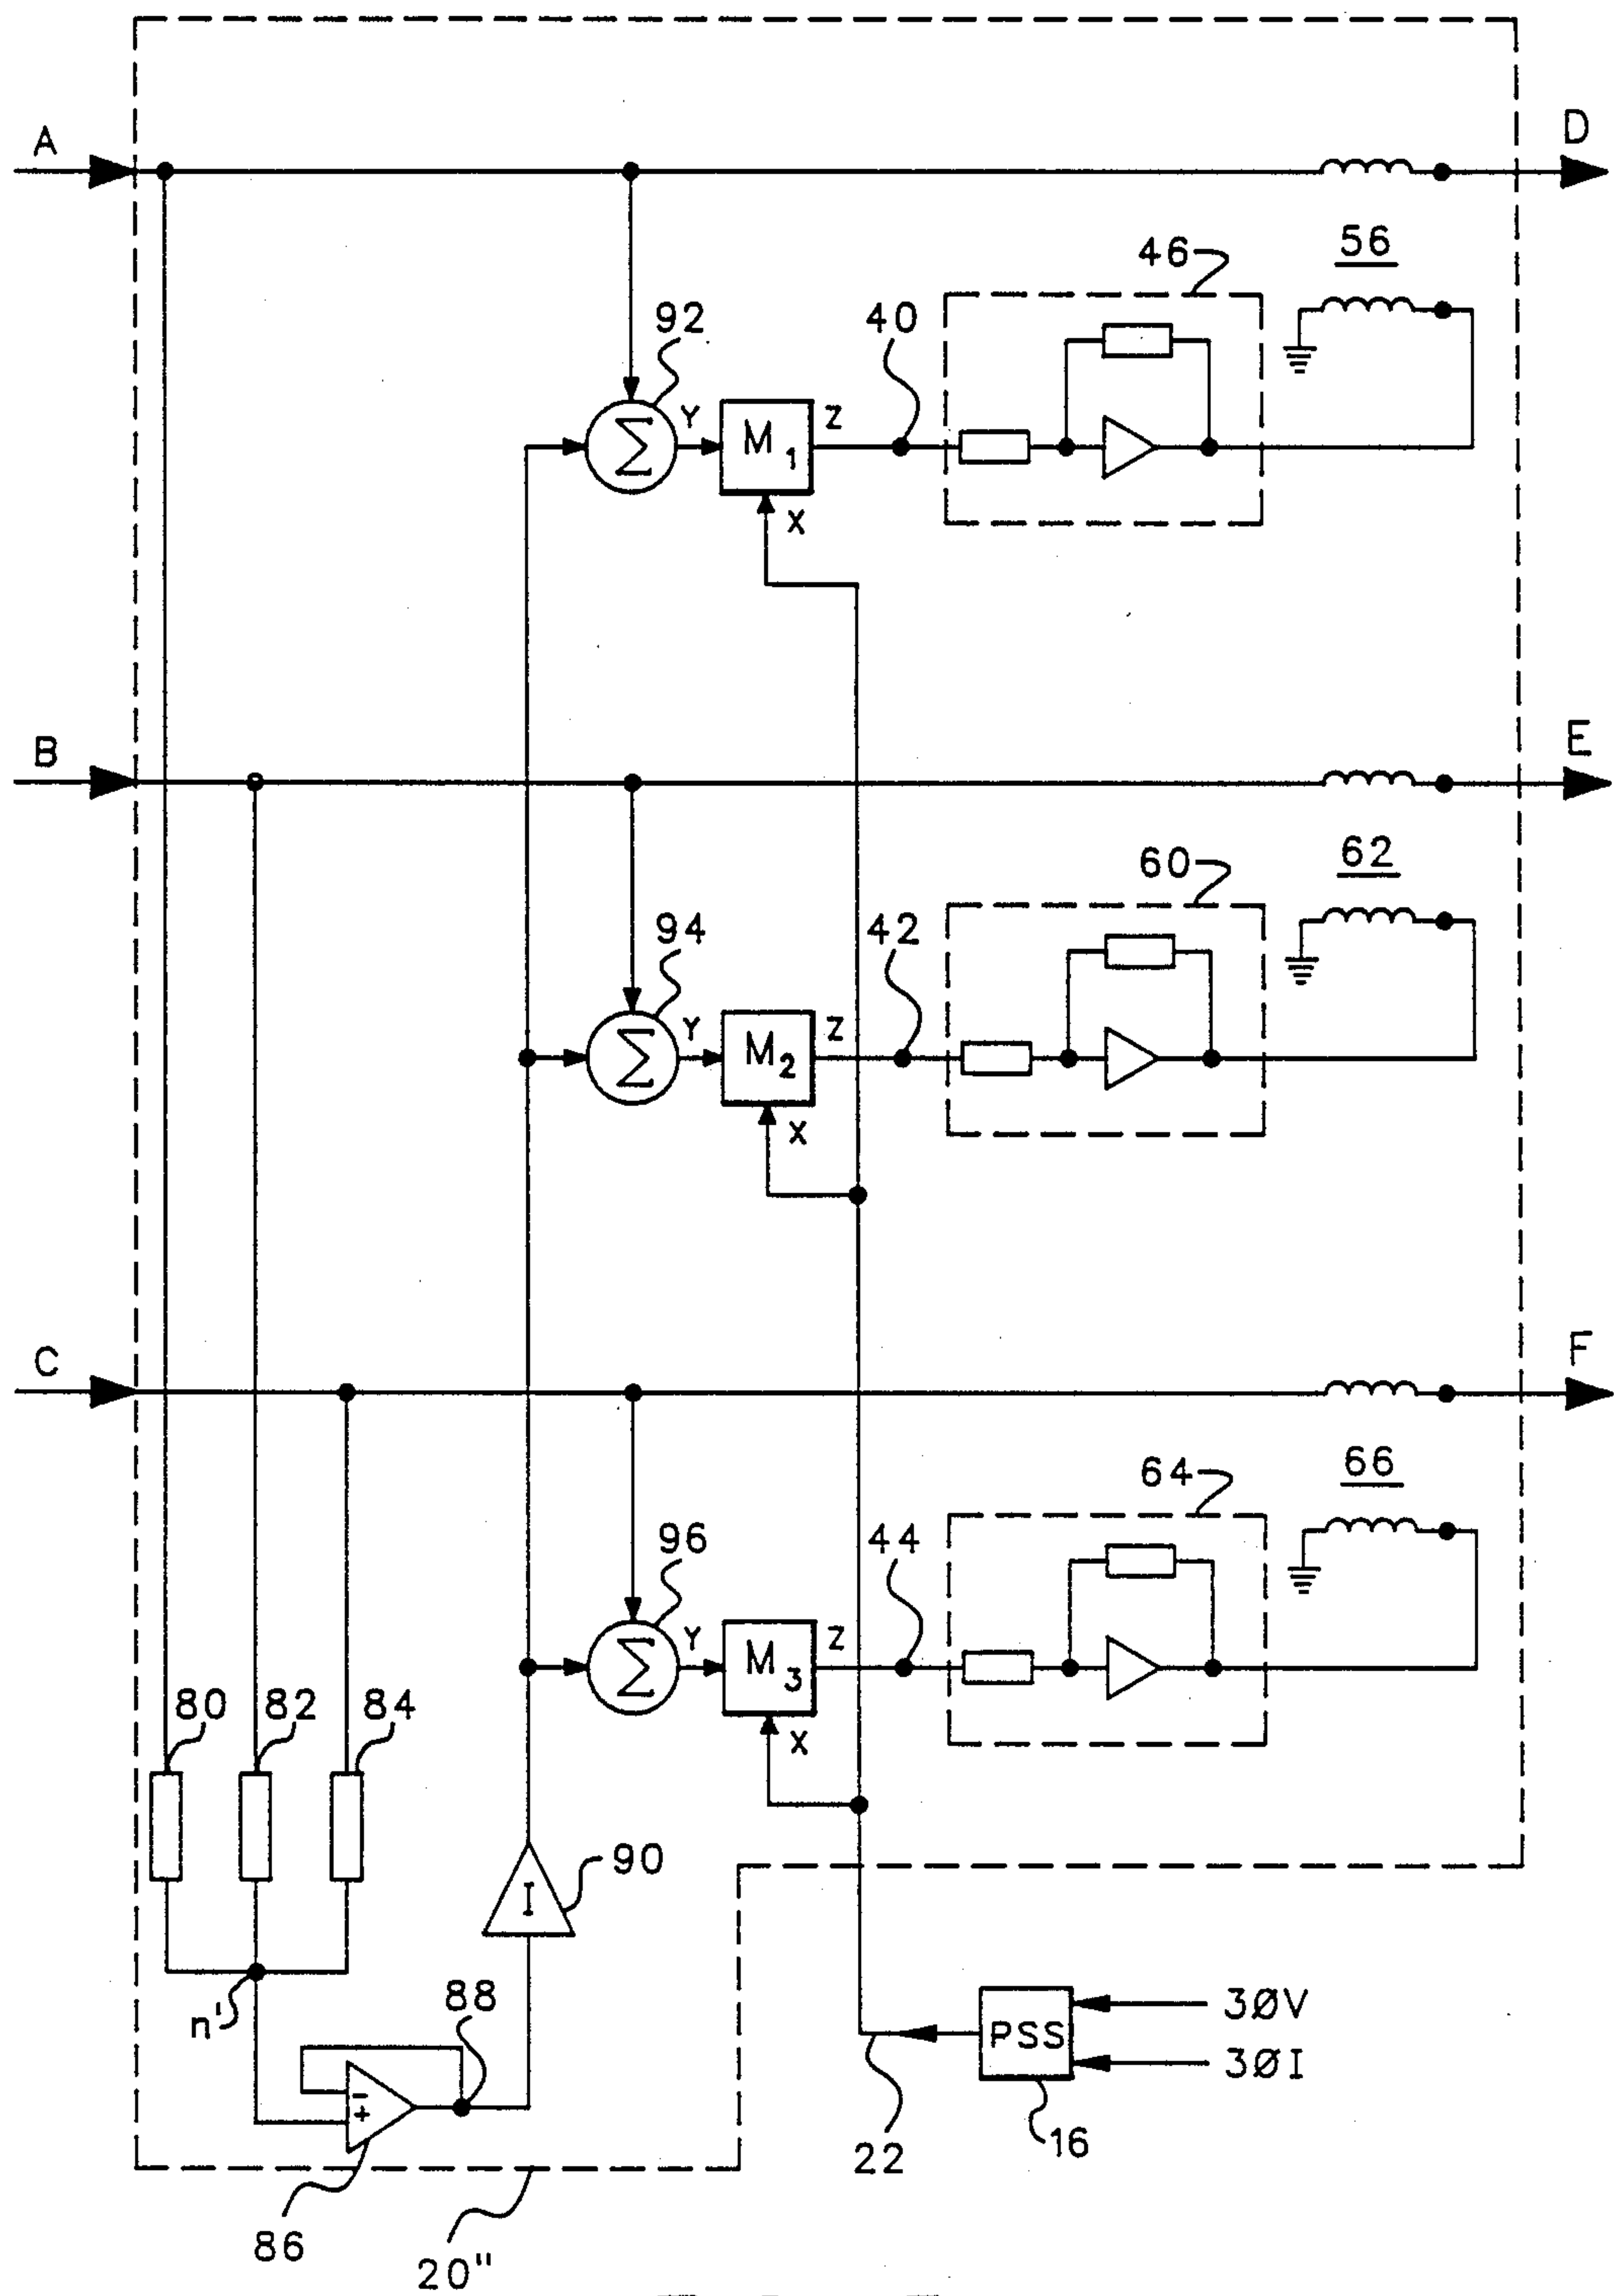 A
D
46
56
92
40
Σ
Y
M1
Z
X
B
E
60
62
94
42
Σ
Y
M2
Z
X
C
F
64
66
96
44
Σ
Y
M3
Z
X
80
82
84
I
90
n'
88
-
+
PSS
3ØV
3ØI
22
16
86
20"